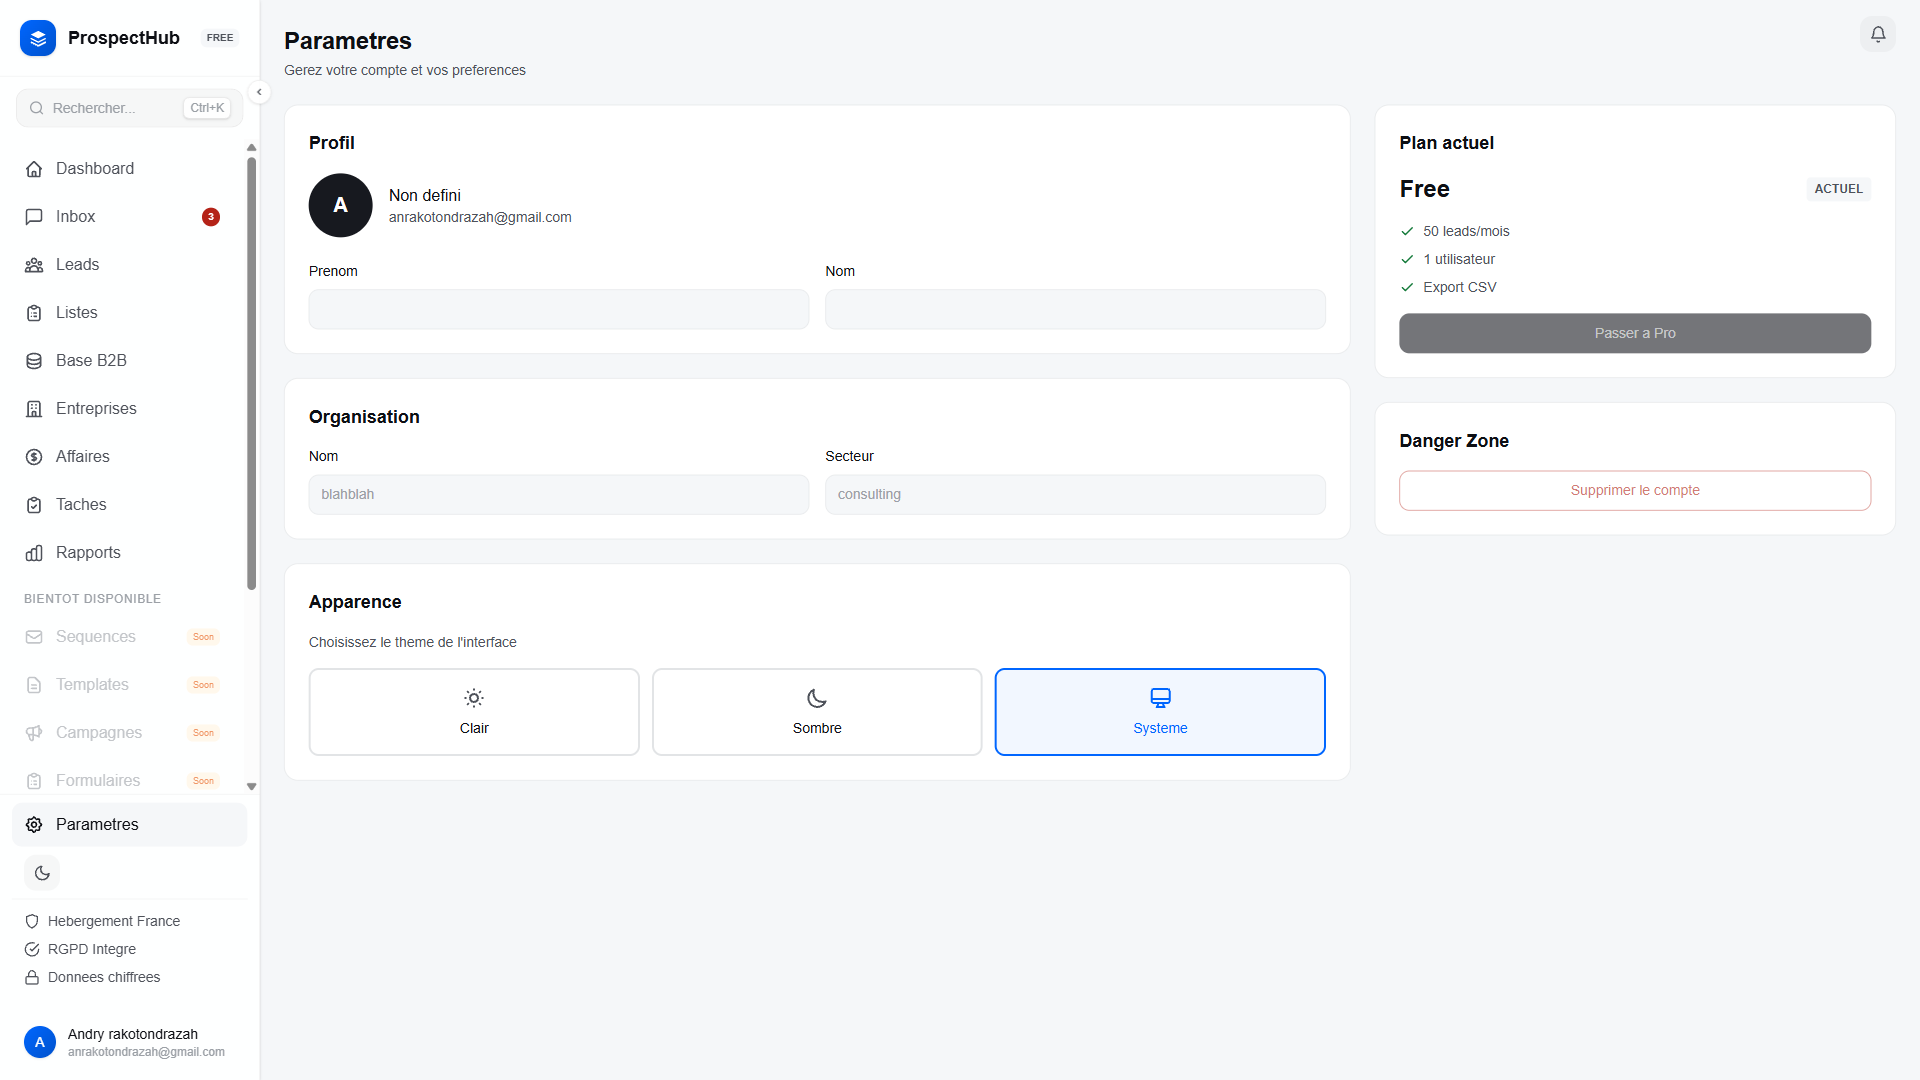 ProspectHub
FREE
Rechercher...
Ctrl+K
Dashboard
Inbox
3
Leads
Listes
Base B2B
Entreprises
Affaires
Taches
Rapports
BIENTOT DISPONIBLE
Sequences
Soon
Templates
Soon
Campagnes
Soon
Formulaires
Soon
Parametres
Hebergement France
RGPD Integre
Donnees chiffrees
A
Andry rakotondrazah
anrakotondrazah@gmail.com
Parametres
Gerez votre compte et vos preferences
Profil
A
Non defini
anrakotondrazah@gmail.com
Prenom
Nom
Organisation
Nom
Secteur
blahblah
consulting
Apparence
Choisissez le theme de l'interface
Clair
Sombre
Systeme
Plan actuel
Free
ACTUEL
50 leads/mois
1 utilisateur
Export CSV
Passer a Pro
Danger Zone
Supprimer le compte